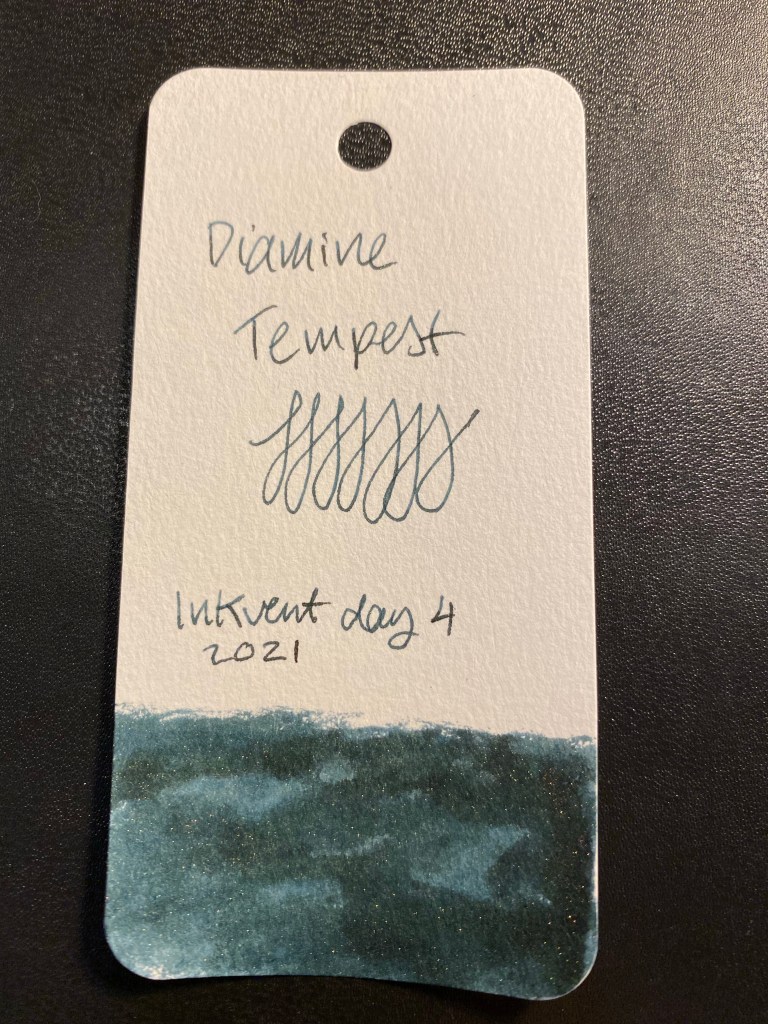 Diamine
Tempest
Inkvent day 4
2021